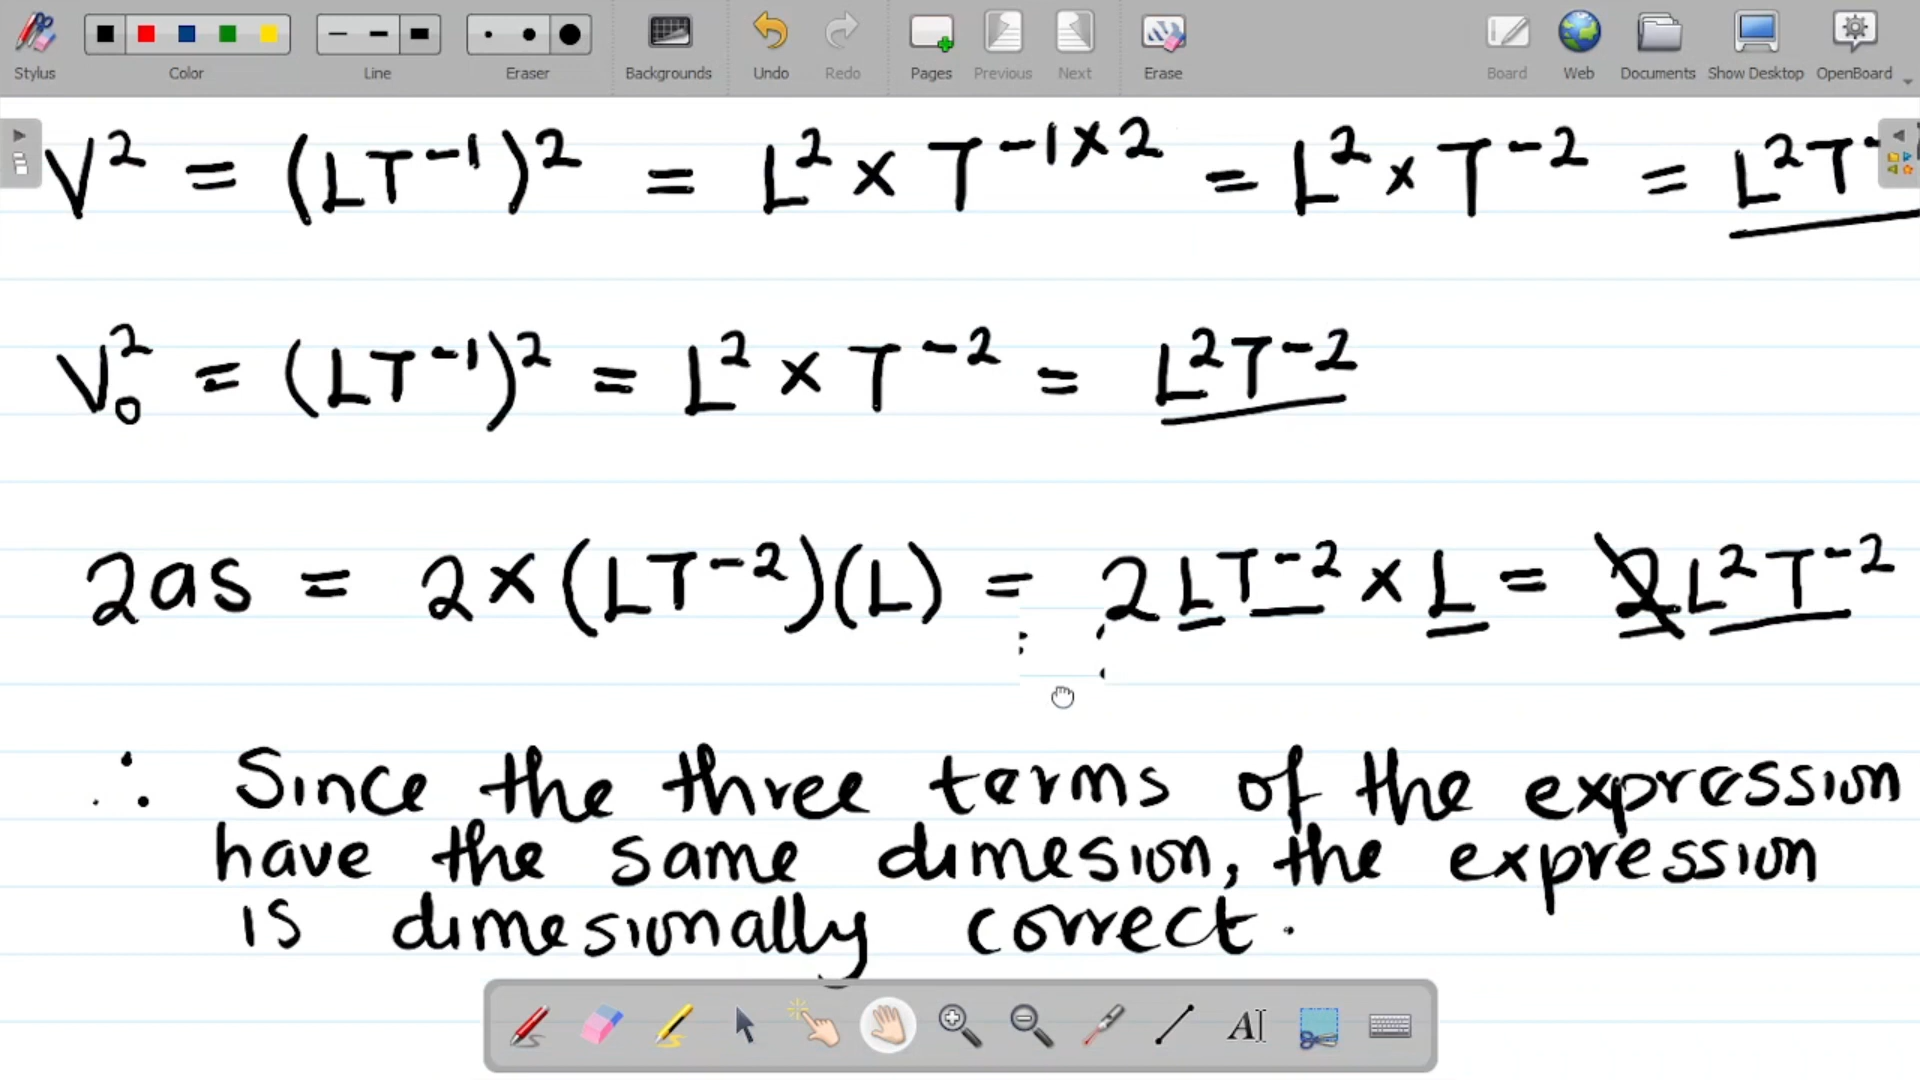 Stylus Color Line Eraser Backgrounds Undo Redo Pages Previous Next Erase Board Web Documents Show Desktop OpenBoard
V² = (LT⁻¹)² = L² × T⁻¹ˣ² = L² × T⁻² = L²T⁻
V₀² = (LT⁻¹)² = L² × T⁻² = L²T⁻²
2as = 2×(LT⁻²)(L) = 2LT⁻² × L = 2L²T⁻²
∴ Since the three terms of the expression
have the same dimesion, the expression
is dimesionally correct.
AI